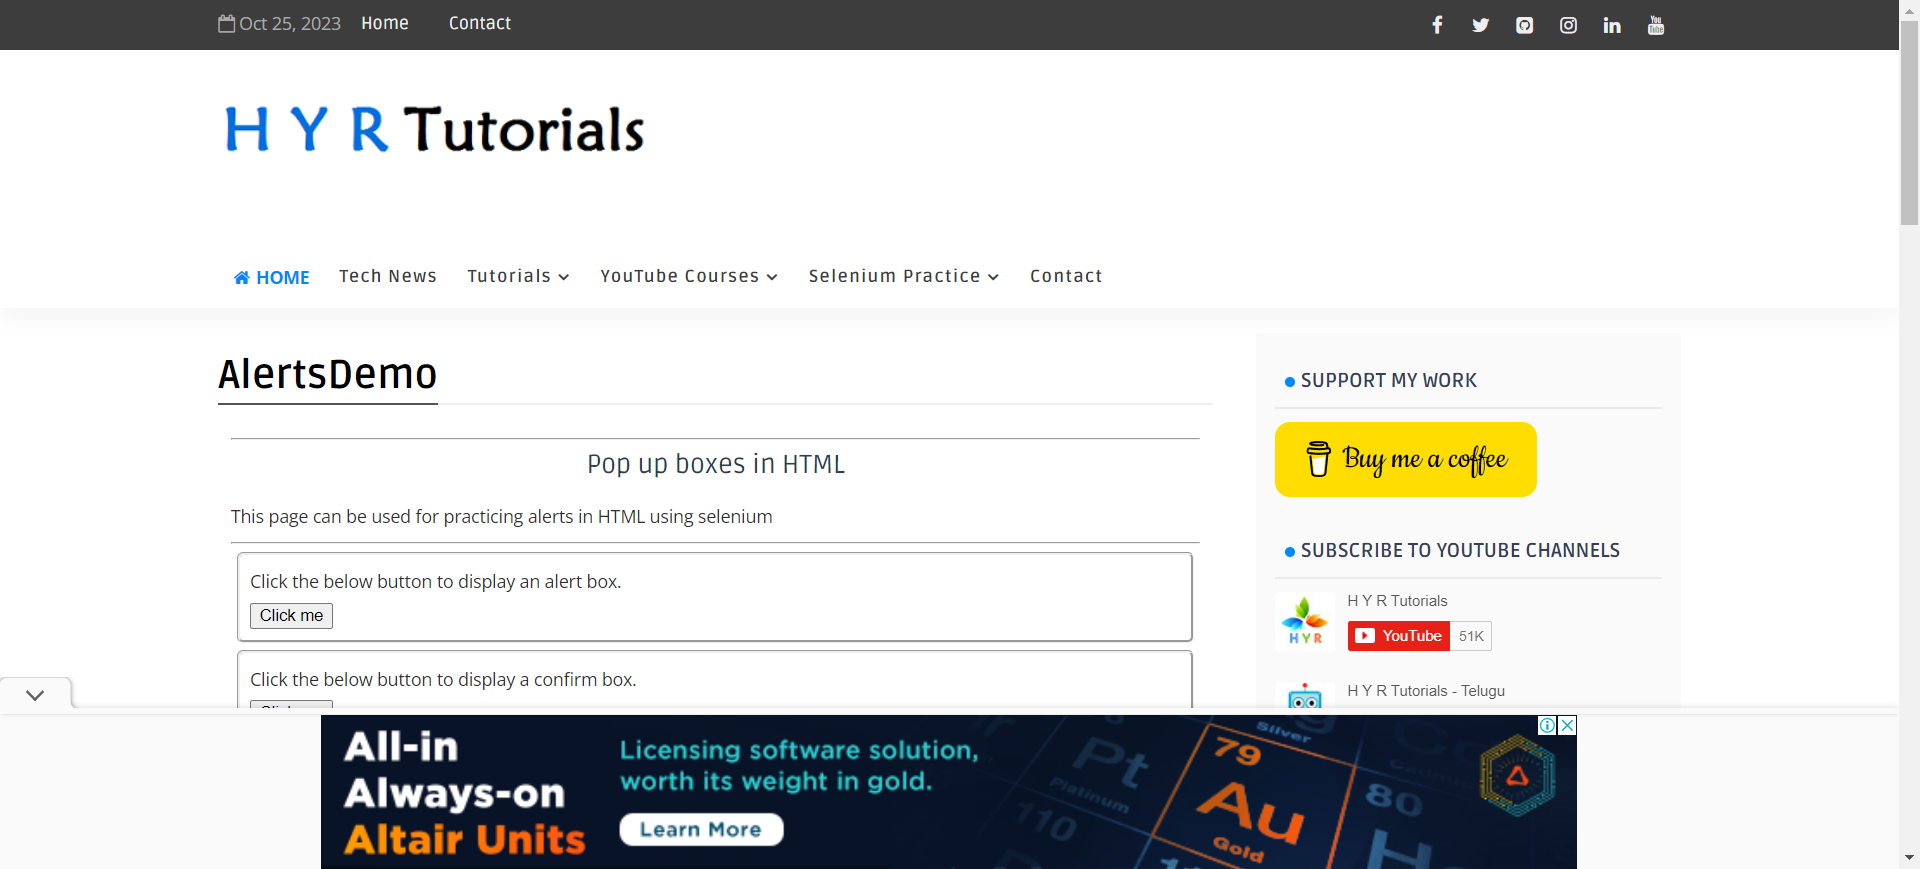 Oct 25, 2023 Home Contact
H Y R Tutorials
HOME Tech News Tutorials YouTube Courses Selenium Practice Contact
AlertsDemo
Pop up boxes in HTML
This page can be used for practicing alerts in HTML using selenium
Click the below button to display an alert box.
Click me
Click the below button to display a confirm box.
SUPPORT MY WORK
Buy me a coffee
SUBSCRIBE TO YOUTUBE CHANNELS
H Y R Tutorials
HYR
YouTube 51K
H Y R Tutorials - Telugu
All-in
Always-on
Altair Units
Licensing software solution,
worth its weight in gold.
Learn More
Pt
Platinum
110
Silver
79
Au
Gold
80